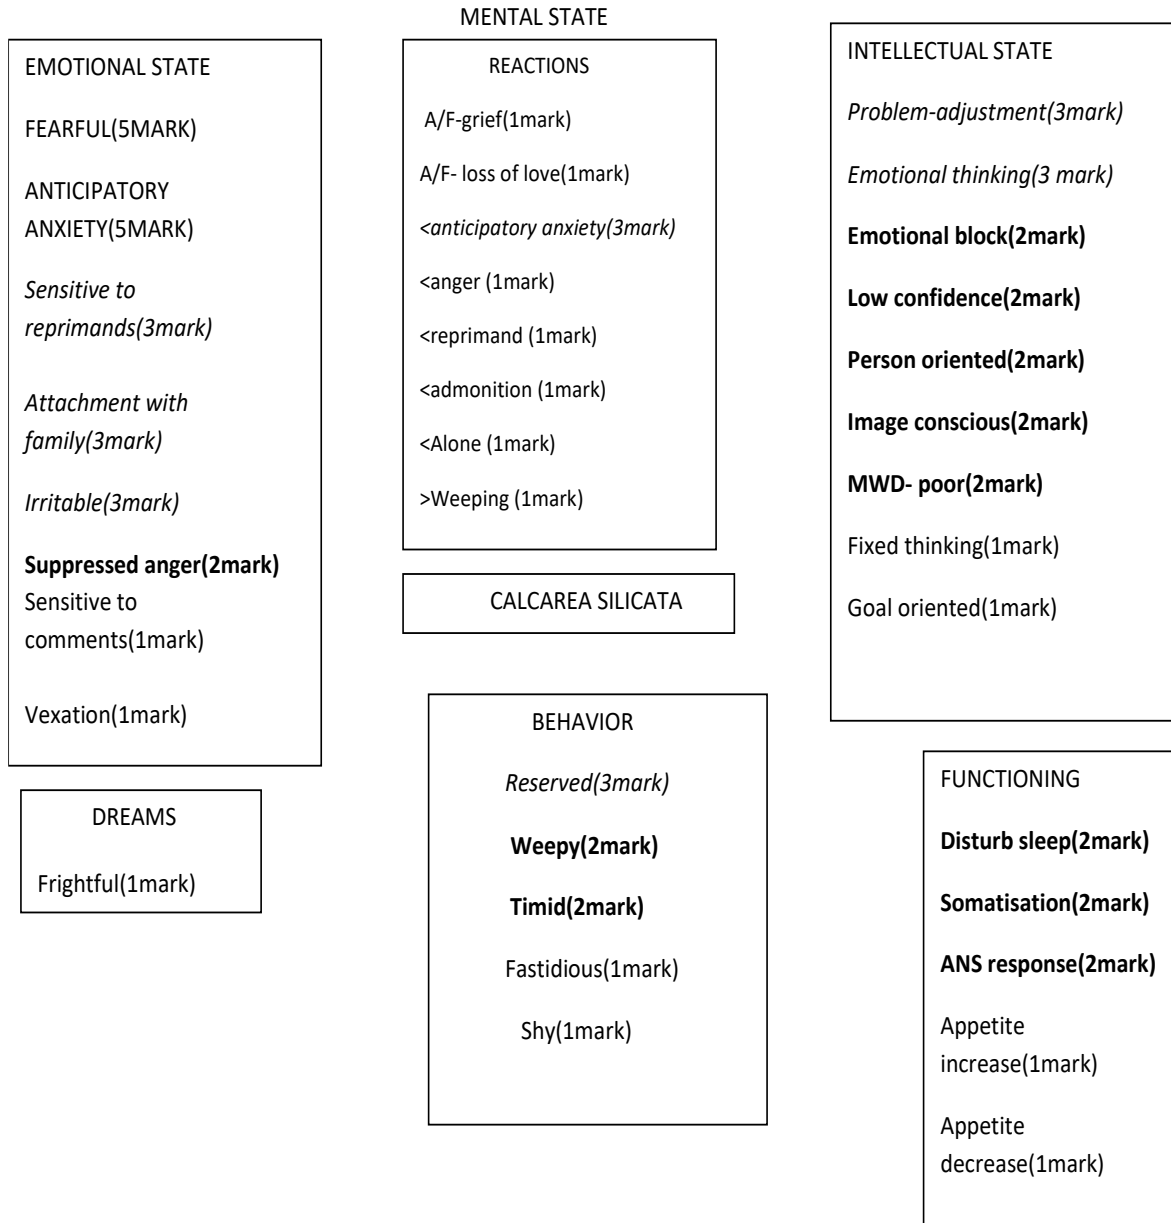 MENTAL STATE
EMOTIONAL STATE
FEARFUL(5MARK)
ANTICIPATORY
ANXIETY(5MARK)
Sensitive to
reprimands(3mark)
Attachment with
family(3mark)
Irritable(3mark)
Suppressed anger(2mark)
Sensitive to
comments(1mark)
Vexation(1mark)
DREAMS
Frightful(1mark)
REACTIONS
A/F-grief(1mark)
A/F- loss of love(1mark)
<anticipatory anxiety(3mark)
<anger (1mark)
<reprimand (1mark)
<admonition (1mark)
<Alone (1mark)
>Weeping (1mark)
CALCAREA SILICATA
BEHAVIOR
Reserved(3mark)
Weepy(2mark)
Timid(2mark)
Fastidious(1mark)
Shy(1mark)
INTELLECTUAL STATE
Problem-adjustment(3mark)
Emotional thinking(3 mark)
Emotional block(2mark)
Low confidence(2mark)
Person oriented(2mark)
Image conscious(2mark)
MWD- poor(2mark)
Fixed thinking(1mark)
Goal oriented(1mark)
FUNCTIONING
Disturb sleep(2mark)
Somatisation(2mark)
ANS response(2mark)
Appetite
increase(1mark)
Appetite
decrease(1mark)